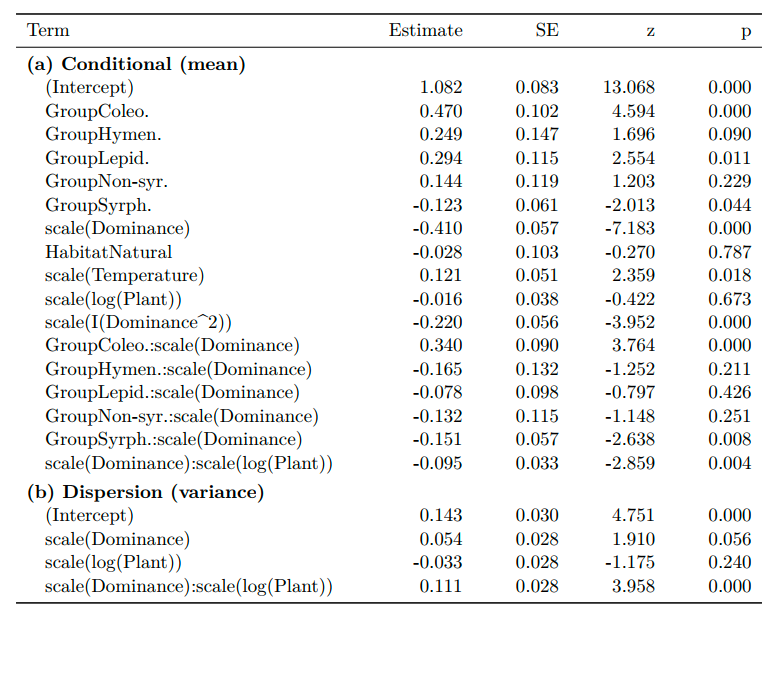 Term Estimate SE z p
(a) Conditional (mean)
(Intercept) 1.082 0.083 13.068 0.000
GroupColeo. 0.470 0.102 4.594 0.000
GroupHymen. 0.249 0.147 1.696 0.090
GroupLepid. 0.294 0.115 2.554 0.011
GroupNon-syr. 0.144 0.119 1.203 0.229
GroupSyrph. -0.123 0.061 -2.013 0.044
scale(Dominance) -0.410 0.057 -7.183 0.000
HabitatNatural -0.028 0.103 -0.270 0.787
scale(Temperature) 0.121 0.051 2.359 0.018
scale(log(Plant)) -0.016 0.038 -0.422 0.673
scale(I(Dominance^2)) -0.220 0.056 -3.952 0.000
GroupColeo.:scale(Dominance) 0.340 0.090 3.764 0.000
GroupHymen.:scale(Dominance) -0.165 0.132 -1.252 0.211
GroupLepid.:scale(Dominance) -0.078 0.098 -0.797 0.426
GroupNon-syr.:scale(Dominance) -0.132 0.115 -1.148 0.251
GroupSyrph.:scale(Dominance) -0.151 0.057 -2.638 0.008
scale(Dominance):scale(log(Plant)) -0.095 0.033 -2.859 0.004
(b) Dispersion (variance)
(Intercept) 0.143 0.030 4.751 0.000
scale(Dominance) 0.054 0.028 1.910 0.056
scale(log(Plant)) -0.033 0.028 -1.175 0.240
scale(Dominance):scale(log(Plant)) 0.111 0.028 3.958 0.000